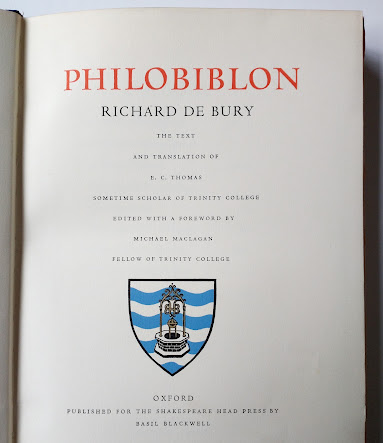 PHILOBIBLON
RICHARD DE BURY
THE TEXT
AND TRANSLATION OF
E. C. THOMAS
SOMETIME SCHOLAR OF TRINITY COLLEGE
EDITED WITH A FOREWORD BY
MICHAEL MACLAGAN
FELLOW OF TRINITY COLLEGE
OXFORD
PUBLISHED FOR THE SHAKESPEARE HEAD PRESS BY
BASIL BLACKWELL